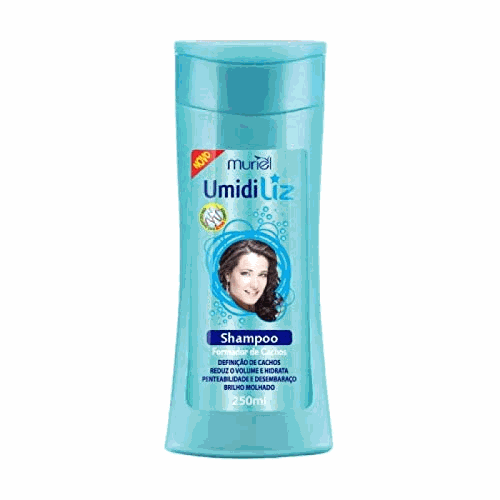 NOVO
muriel
UmidiLiz
Shampoo
Formador de Cachos
DEFINIÇÃO DE CACHOS
REDUZ O VOLUME E HIDRATA
PENTEABILIDADE E DESEMBARAÇO
BRILHO MOLHADO
250ml